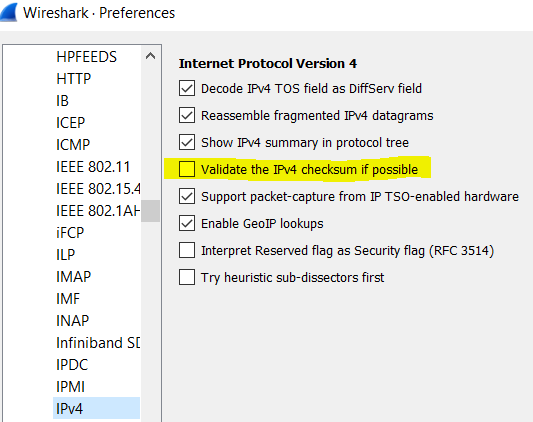 Wireshark · Preferences
HPFEEDS
HTTP
IB
ICEP
ICMP
IEEE 802.11
IEEE 802.15.4
IEEE 802.1AH
iFCP
ILP
IMAP
IMF
INAP
Infiniband SD
IPDC
IPMI
IPv4
Internet Protocol Version 4
Decode IPv4 TOS field as DiffServ field
Reassemble fragmented IPv4 datagrams
Show IPv4 summary in protocol tree
Validate the IPv4 checksum if possible
Support packet-capture from IP TSO-enabled hardware
Enable GeoIP lookups
Interpret Reserved flag as Security flag (RFC 3514)
Try heuristic sub-dissectors first